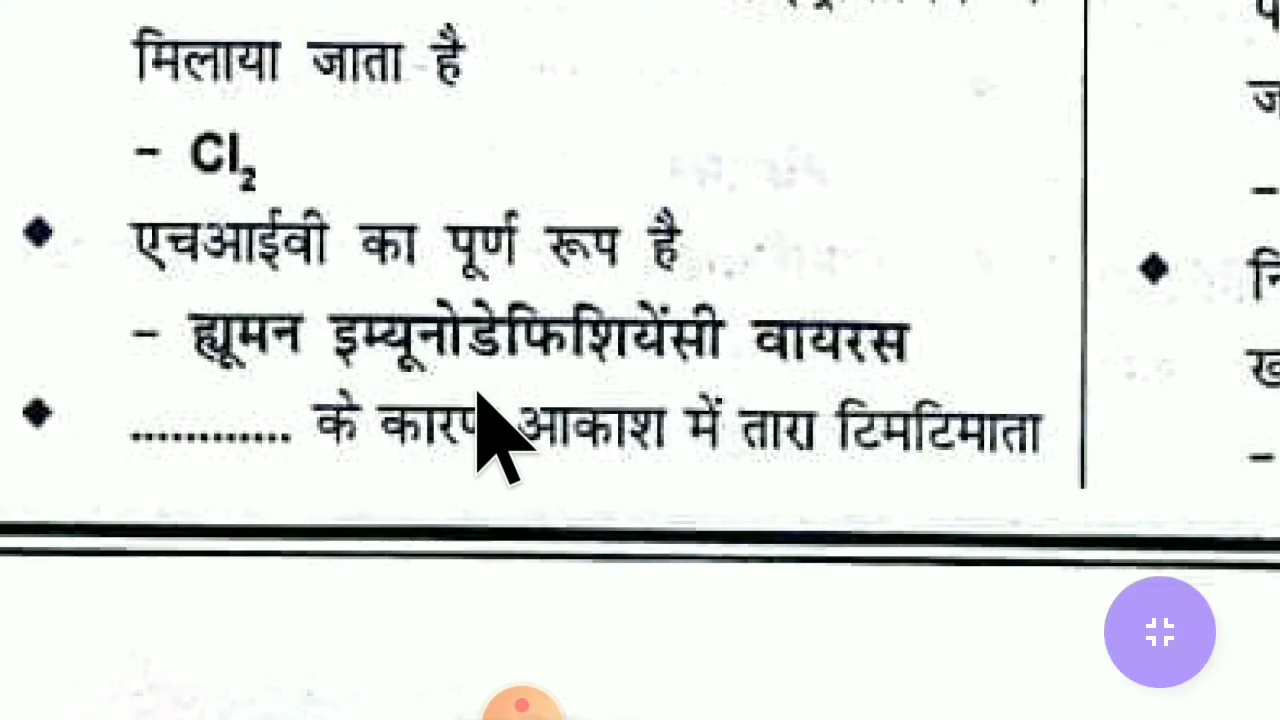 मिलाया जाता है
– Cl₂
◆ एचआईवी का पूर्ण रूप है
– ह्यूमन इम्यूनोडेफिशियेंसी वायरस
◆ ............ के कारण आकाश में तारा टिमटिमाता